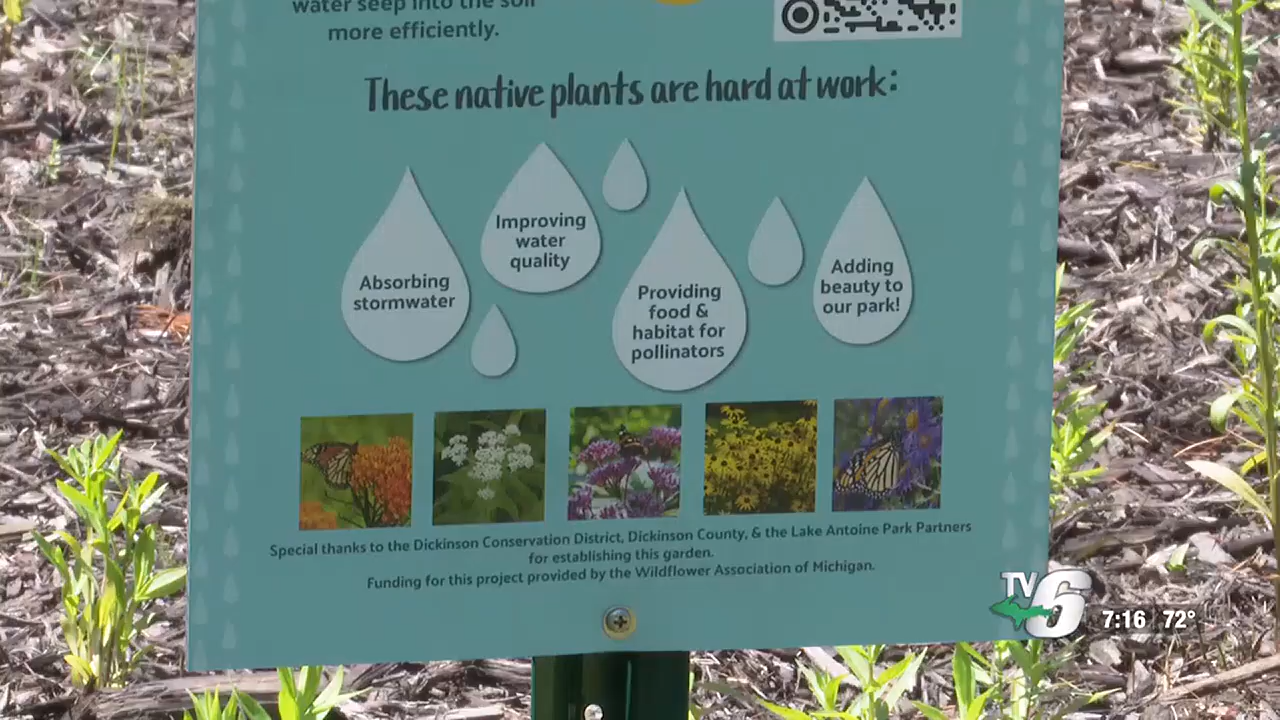 water seep into the soil
more efficiently.
These native plants are hard at work:
Absorbing
stormwater
Improving
water
quality
Providing
food &
habitat for
pollinators
Adding
beauty to
our park!
Special thanks to the Dickinson Conservation District, Dickinson County, & the Lake Antoine Park Partners
for establishing this garden.
Funding for this project provided by the Wildflower Association of Michigan.
TV6
7:16 72°